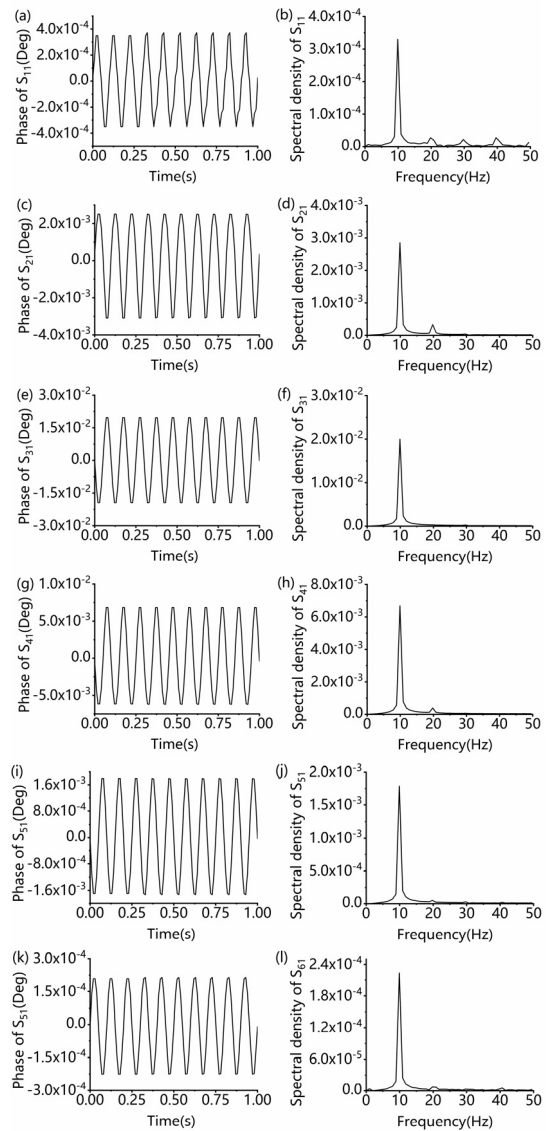 (a)
Phase of S11(Deg)
4.0x10-4
2.0x10-4
0.0
-2.0x10-4
-4.0x10-4
0.00 0.25 0.50 0.75 1.00
Time(s)
(b)
Spectral density of S11
4.0x10-4
3.0x10-4
2.0x10-4
1.0x10-4
0.0
0 10 20 30 40 50
Frequency(Hz)
(c)
Phase of S21(Deg)
2.0x10-3
0.0
-2.0x10-3
-4.0x10-3
0.00 0.25 0.50 0.75 1.00
Time(s)
(d)
Spectral density of S21
4.0x10-3
3.0x10-3
2.0x10-3
1.0x10-3
0.0
0 10 20 30 40 50
Frequency(Hz)
(e)
Phase of S31(Deg)
3.0x10-2
1.5x10-2
0.0
-1.5x10-2
-3.0x10-2
0.00 0.25 0.50 0.75 1.00
Time(s)
(f)
Spectral density of S31
3.0x10-2
2.0x10-2
1.0x10-2
0.0
0 10 20 30 40 50
Frequency(Hz)
(g)
Phase of S41(Deg)
1.0x10-2
5.0x10-3
0.0
-5.0x10-3
0.00 0.25 0.50 0.75 1.00
Time(s)
(h)
Spectral density of S41
8.0x10-3
6.0x10-3
4.0x10-3
2.0x10-3
0.0
0 10 20 30 40 50
Frequency(Hz)
(i)
Phase of S51(Deg)
1.6x10-3
8.0x10-4
0.0
-8.0x10-4
-1.6x10-3
0.00 0.25 0.50 0.75 1.00
Time(s)
(j)
Spectral density of S51
2.0x10-3
1.5x10-3
1.0x10-3
5.0x10-4
0.0
0 10 20 30 40 50
Frequency(Hz)
(k)
Phase of S51(Deg)
3.0x10-4
1.5x10-4
0.0
-1.5x10-4
-3.0x10-4
0.00 0.25 0.50 0.75 1.00
Time(s)
(l)
Spectral density of S61
2.4x10-4
1.8x10-4
1.2x10-4
6.0x10-5
0.0
0 10 20 30 40 50
Frequency(Hz)